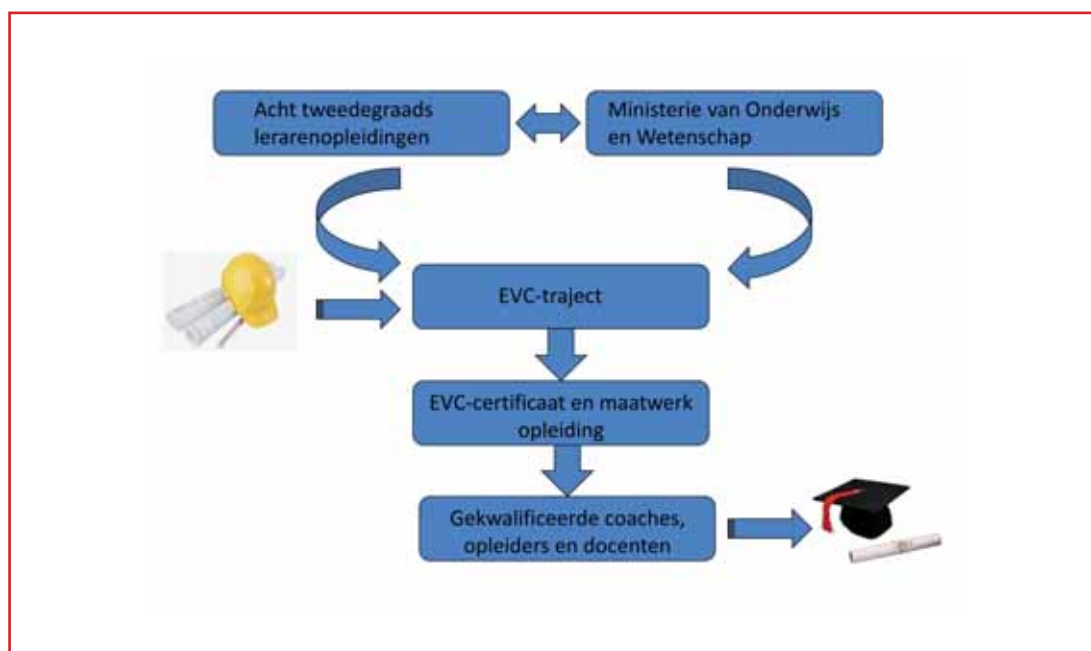 Acht tweedegraads
lerarenopleidingen
Ministerie van Onderwijs
en Wetenschap
EVC-traject
EVC-certificaat en maatwerk
opleiding
Gekwalificeerde coaches,
opleiders en docenten